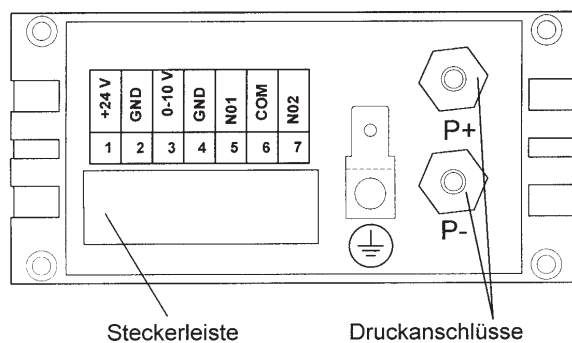 +24 V GND 0-10 V GND N01 COM N02
1 2 3 4 5 6 7
P+
P-
Steckerleiste
Druckanschlüsse